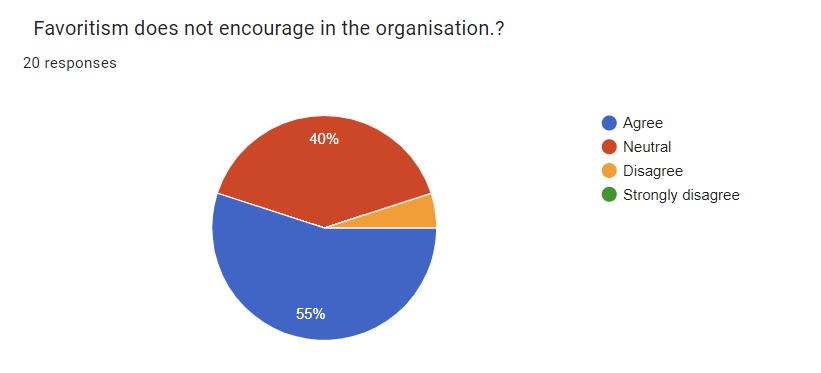 Favoritism does not encourage in the organisation.?
20 responses
40%
55%
Agree
Neutral
Disagree
Strongly disagree